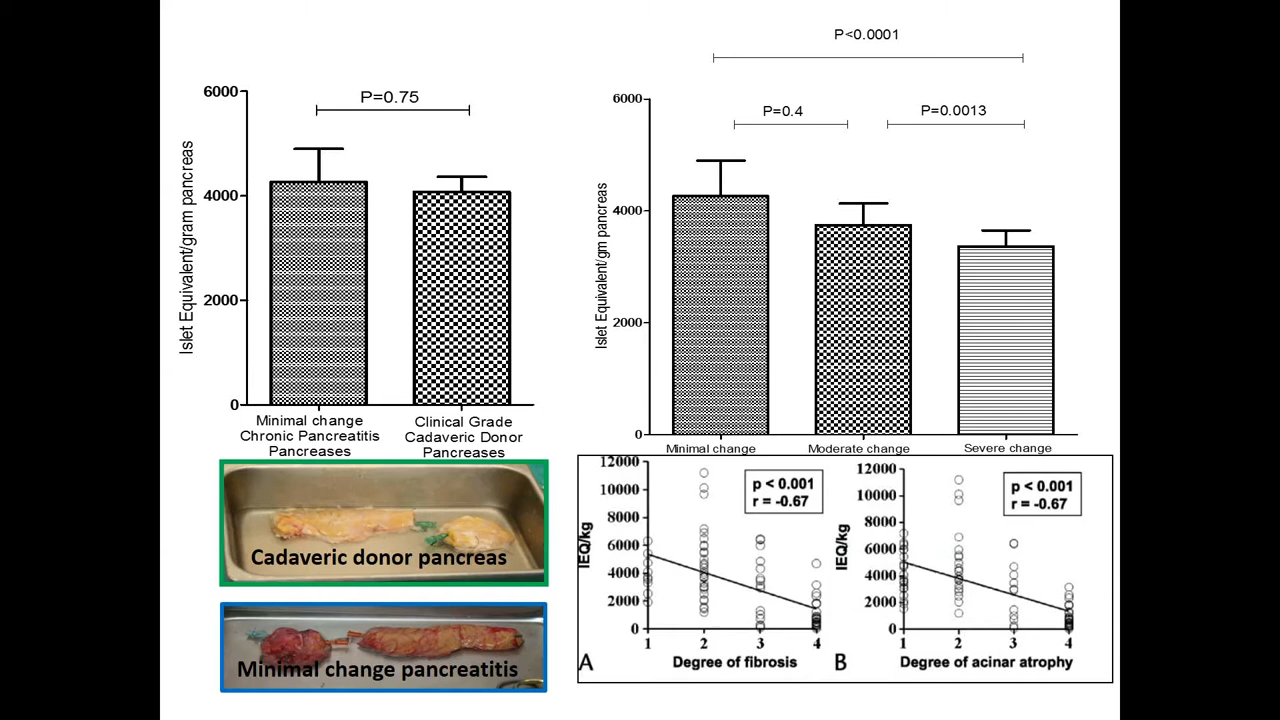 P=0.75
6000
4000
2000
0
Islet Equivalent/gram pancreas
Minimal change
Chronic Pancreatitis
Pancreases
Clinical Grade
Cadaveric Donor
Pancreases
P<0.0001
P=0.4
P=0.0013
6000
4000
2000
0
Islet Equivalent/gm pancreas
Minimal change
Moderate change
Severe change
Cadaveric donor pancreas
Minimal change pancreatitis
12000
10000
8000
6000
4000
2000
0
IEQ/kg
p < 0.001
r = -0.67
1 2 3 4
A
Degree of fibrosis
12000
10000
8000
6000
4000
2000
0
IEQ/kg
p < 0.001
r = -0.67
1 2 3 4
B
Degree of acinar atrophy